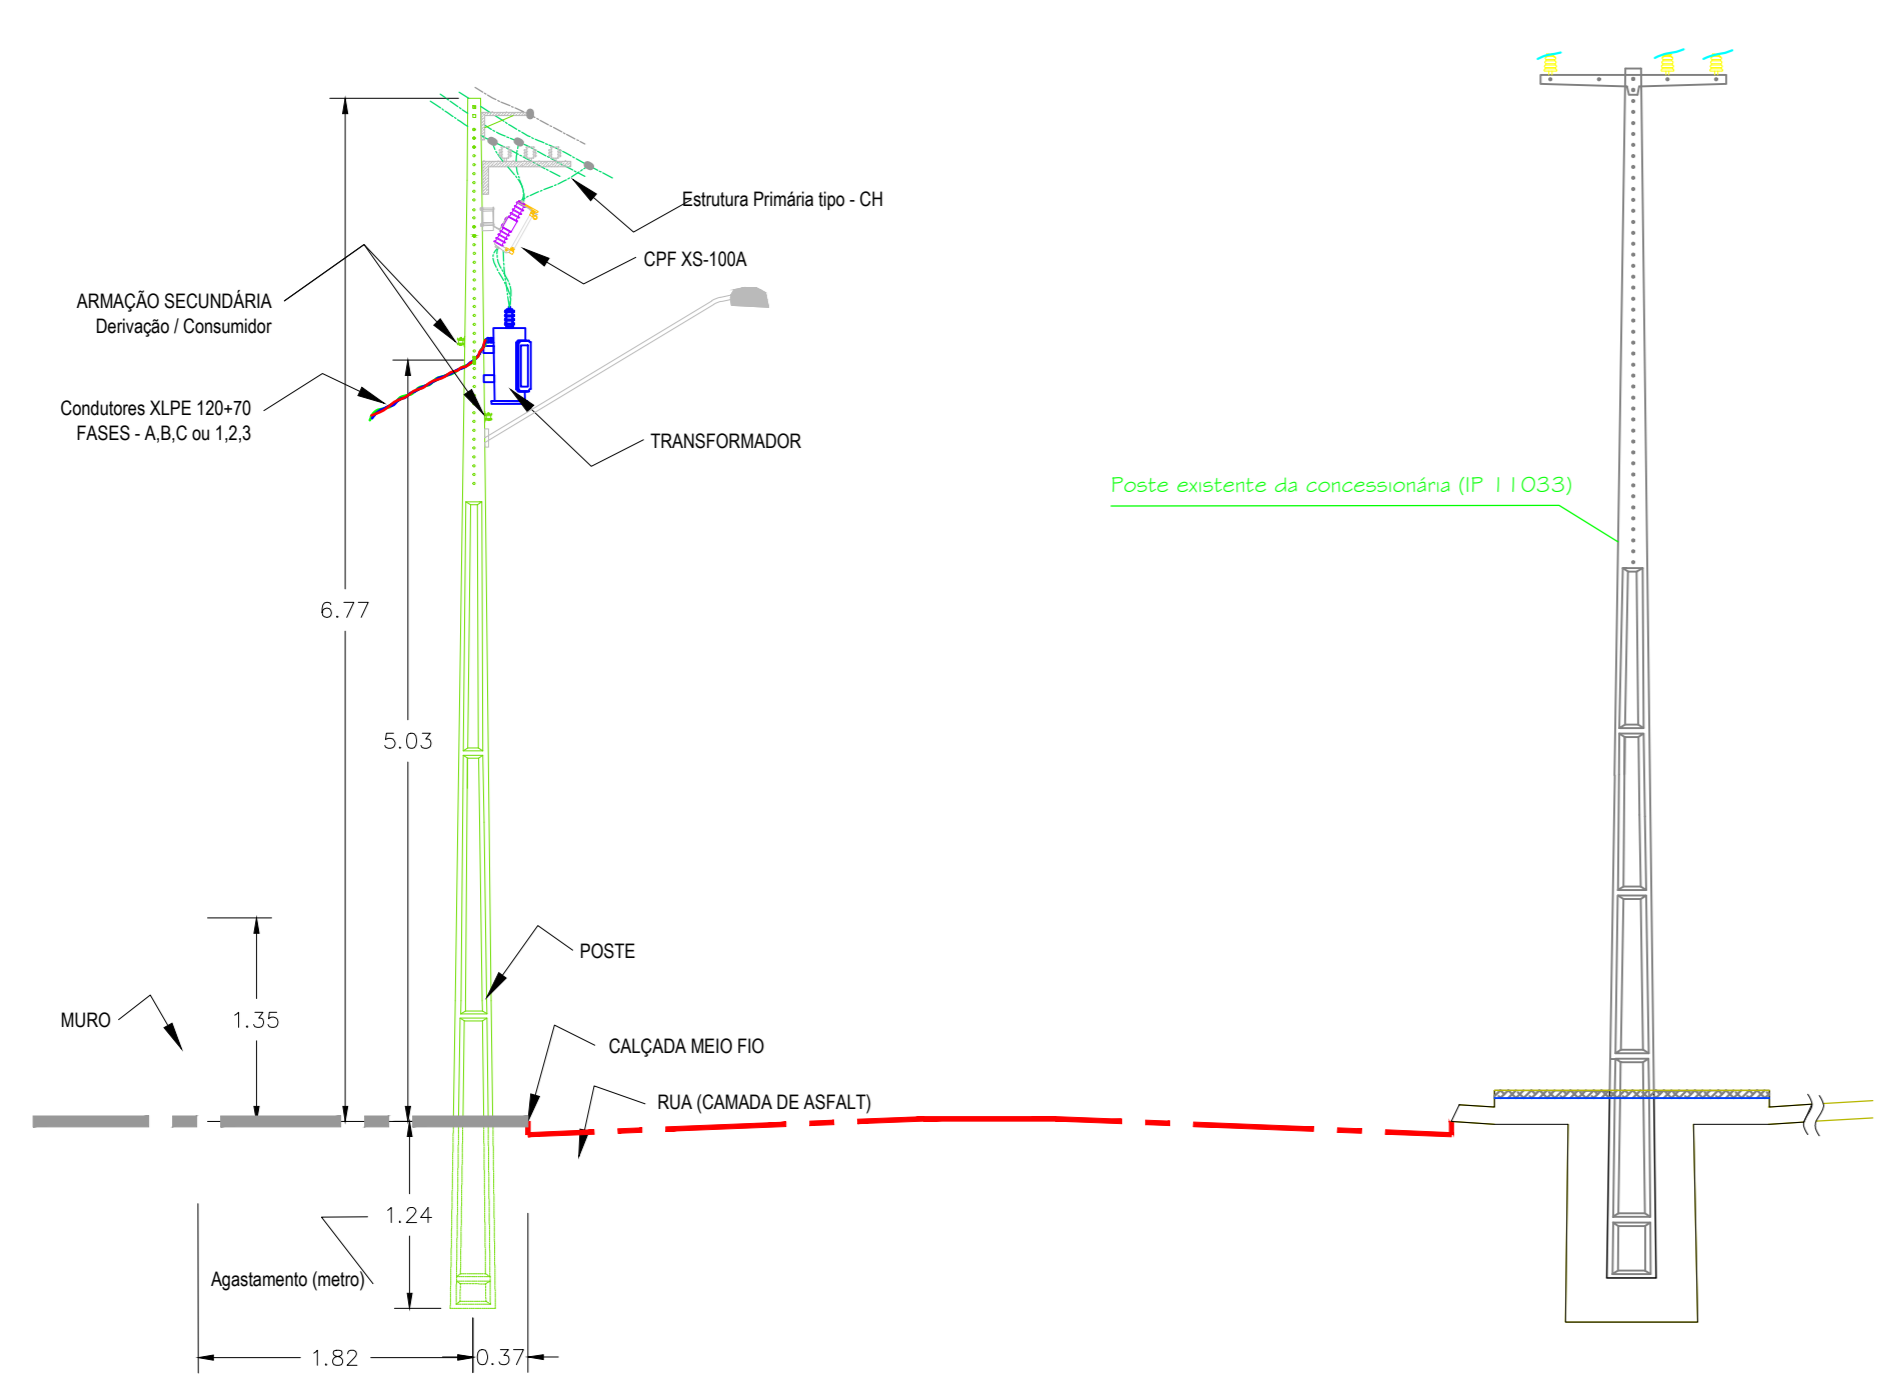 Estrutura Primária tipo - CH
CPF XS-100A
ARMAÇÃO SECUNDÁRIA
Derivação / Consumidor
Condutores XLPE 120+70
FASES - A,B,C ou 1,2,3
TRANSFORMADOR
Poste existente da concessionária (IP 11033)
6.77
5.03
POSTE
MURO
1.35
CALÇADA MEIO FIO
RUA (CAMADA DE ASFALT)
1.24
Agastamento (metro)
1.82
0.37